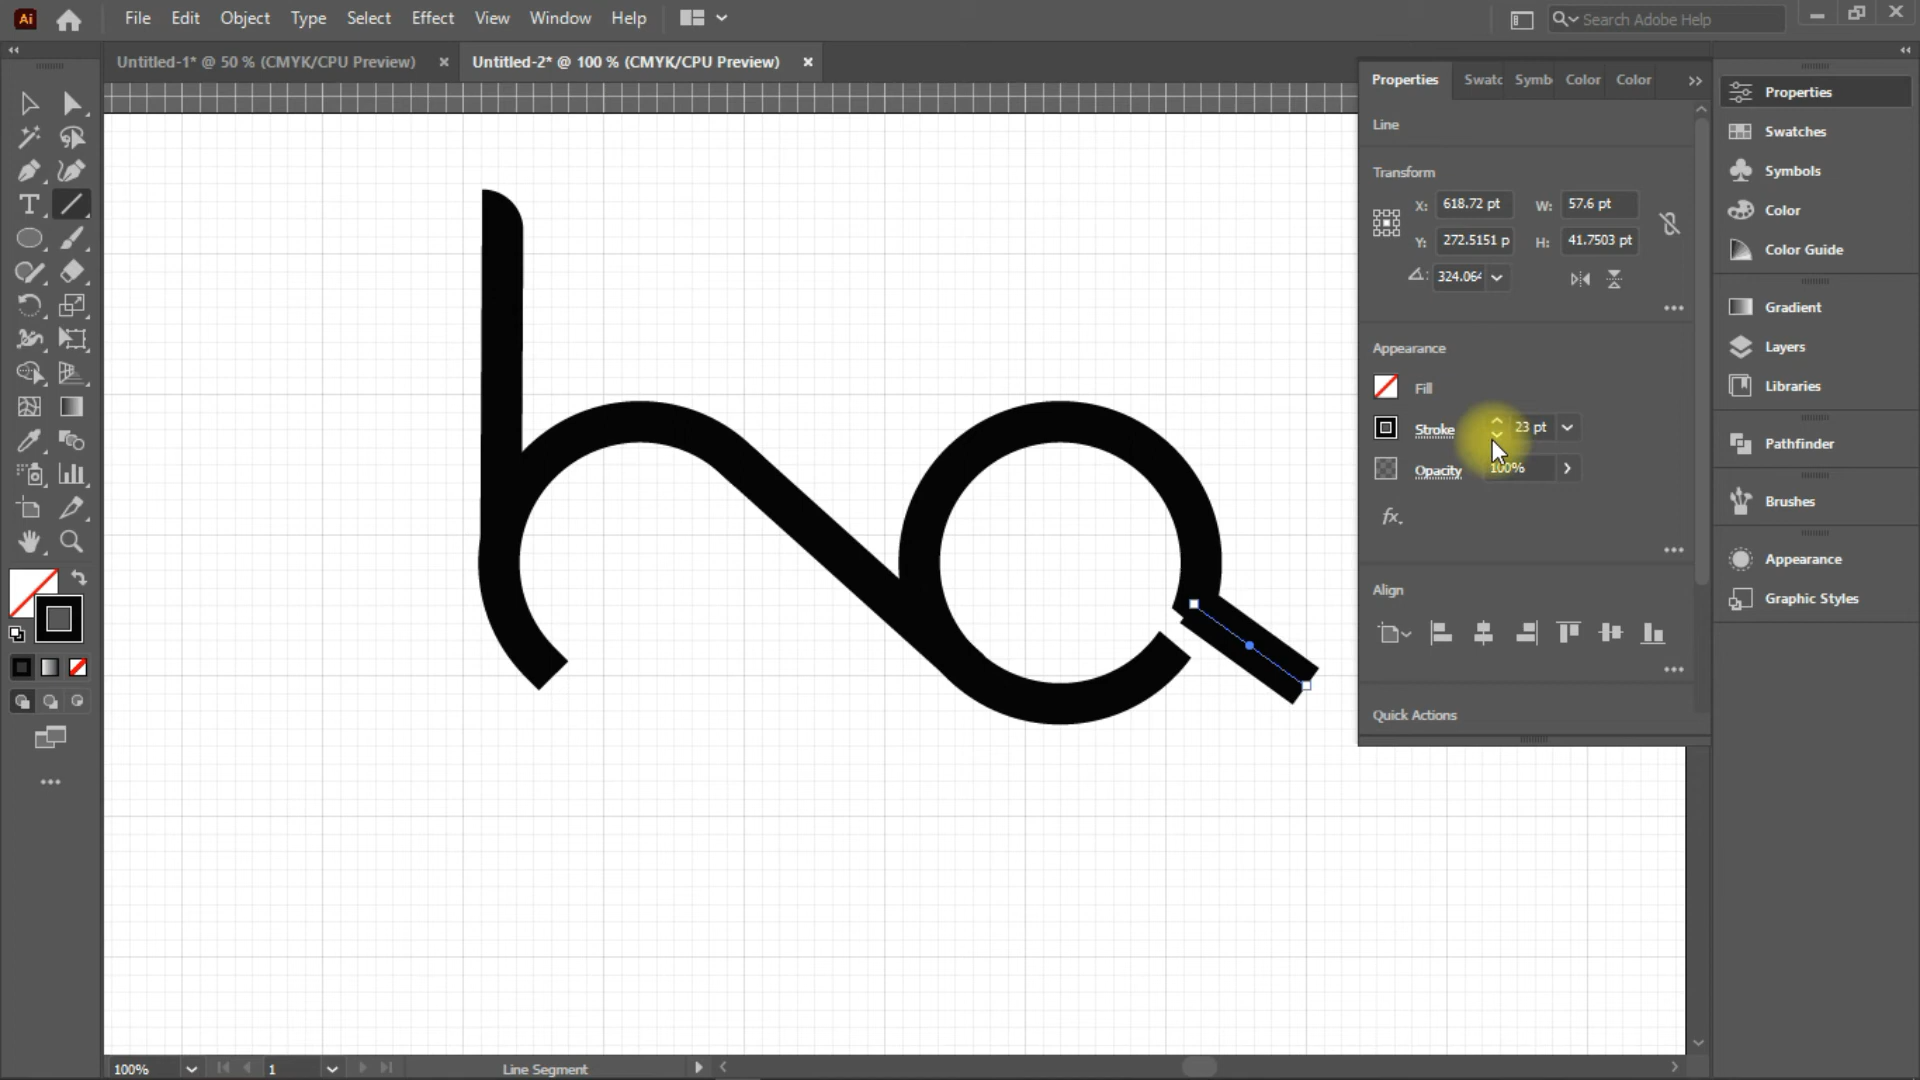 Ai File Edit Object Type Select Effect View Window Help Search Adobe Help
Untitled-1* @ 50 % (CMYK/CPU Preview) Untitled-2* @ 100 % (CMYK/CPU Preview)
Properties Swatc Symb Color Color
Line
Transform
X: 618.72 pt W: 57.6 pt
Y: 272.5151 p H: 41.7503 pt
324.064
Appearance
Fill
Stroke 23 pt
Opacity 100%
fx
Align
Quick Actions
Properties
Swatches
Symbols
Color
Color Guide
Gradient
Layers
Libraries
Pathfinder
Brushes
Appearance
Graphic Styles
100% 1 Line Segment